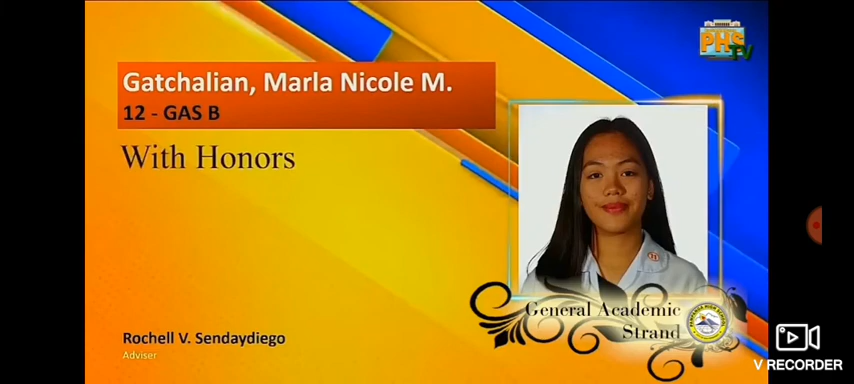 Gatchalian, Marla Nicole M.
12 - GAS B
With Honors
PHS
TV
General Academic
Strand
Rochell V. Sendaydiego
Adviser
V RECORDER